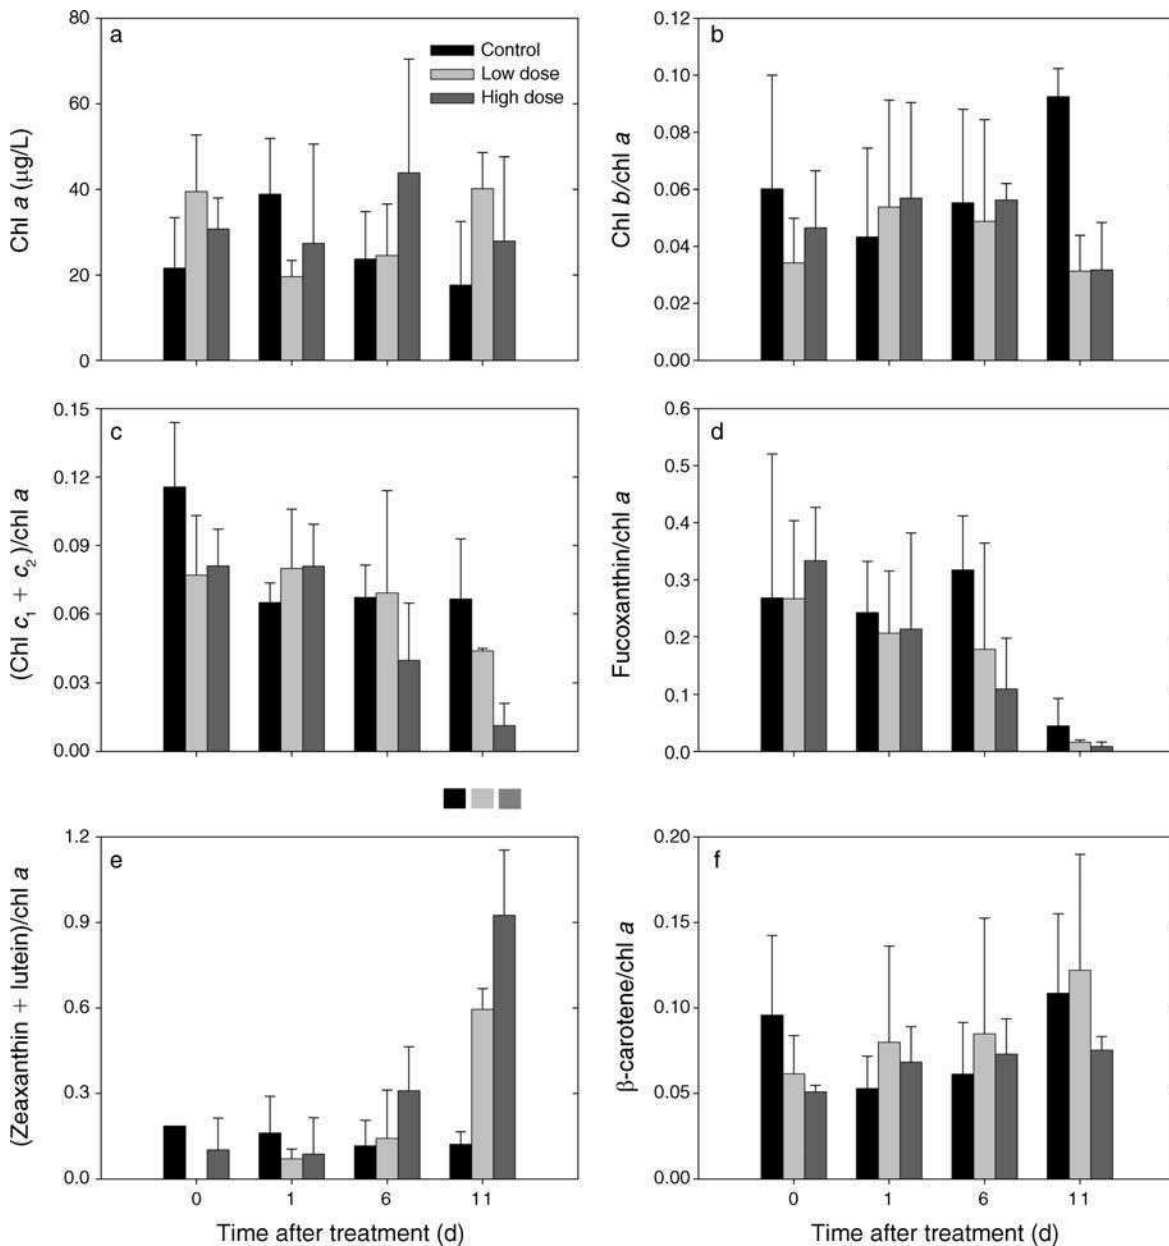 a
Control
Low dose
High dose
80
60
40
20
0
Chl a (μg/L)
b
0.12
0.10
0.08
0.06
0.04
0.02
0.00
Chl b/chl a
c
0.15
0.12
0.09
0.06
0.03
0.00
(Chl c₁ + c₂)/chl a
d
0.6
0.5
0.4
0.3
0.2
0.1
0.0
Fucoxanthin/chl a
e
1.2
0.9
0.6
0.3
0.0
(Zeaxanthin + lutein)/chl a
0 1 6 11
Time after treatment (d)
f
0.20
0.15
0.10
0.05
0.00
β-carotene/chl a
0 1 6 11
Time after treatment (d)